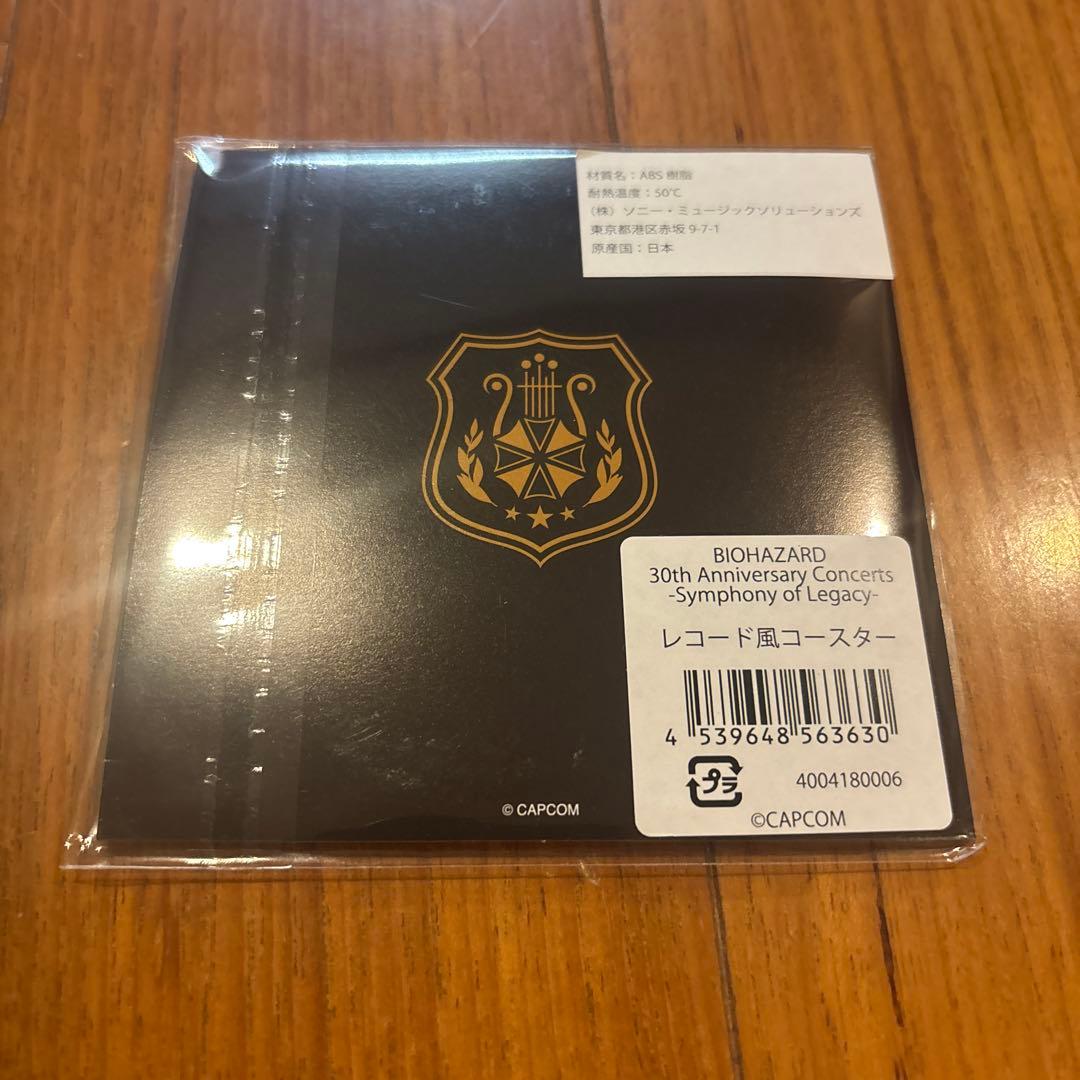 材質名：ABS 樹脂
耐熱温度：50℃
（株）ソニー・ミュージックソリューションズ
東京都港区赤坂 9-7-1
原産国：日本
BIOHAZARD
30th Anniversary Concerts
-Symphony of Legacy-
レコード風コースター
4 539648 563630
プラ
4004180006
©CAPCOM
© CAPCOM